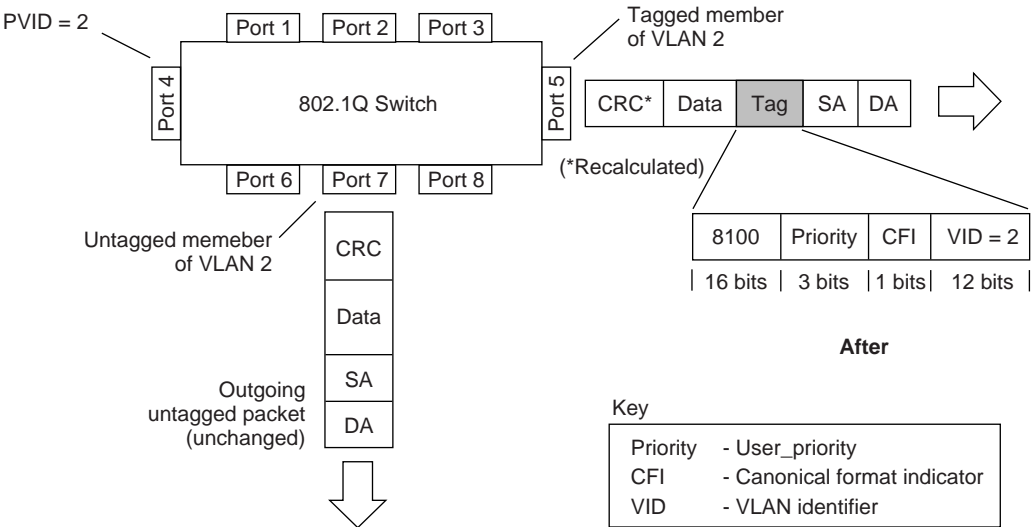 PVID = 2
Port 1
Port 2
Port 3
Tagged member
of VLAN 2
Port 4
802.1Q Switch
Port 5
CRC*
Data
Tag
SA
DA
(*Recalculated)
Port 6
Port 7
Port 8
Untagged memeber
of VLAN 2
CRC
Data
SA
DA
8100
Priority
CFI
VID = 2
16 bits
3 bits
1 bits
12 bits
After
Outgoing
untagged packet
(unchanged)
Key
Priority - User_priority
CFI - Canonical format indicator
VID - VLAN identifier